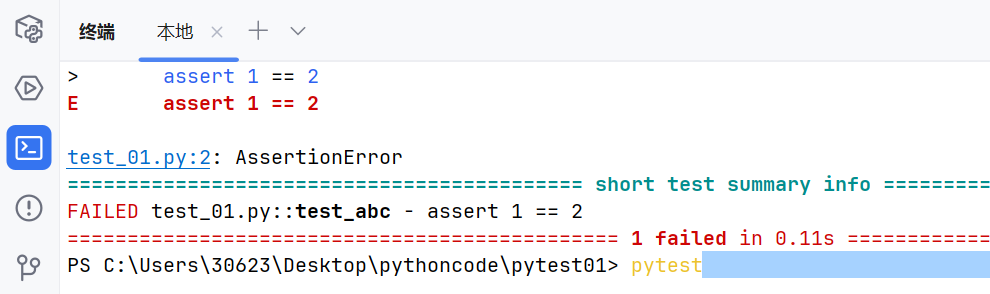 终端 本地
> assert 1 == 2
E assert 1 == 2
test_01.py:2: AssertionError
=========================================== short test summary info =========
FAILED test_01.py::test_abc - assert 1 == 2
============================================== 1 failed in 0.11s ============
PS C:\Users\30623\Desktop\pythoncode\pytest01> pytest